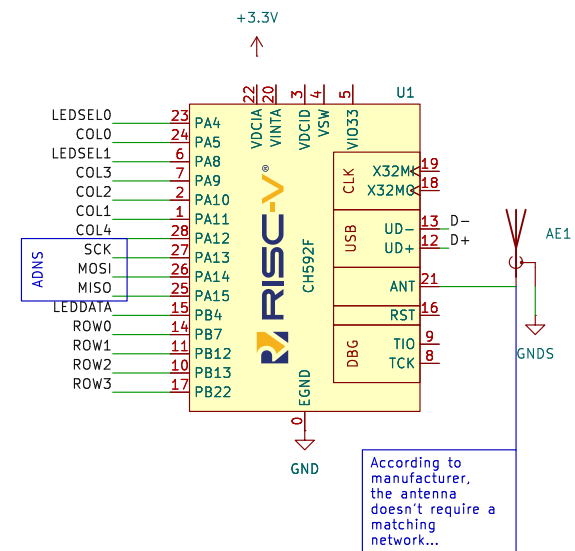 +3.3V
U1
22
20
3
4
5
VDCIA
VINTA
VDCID
VSW
VIO33
LEDSEL0 23 PA4
COL0 24 PA5
LEDSEL1 6 PA8
COL3 7 PA9
COL2 2 PA10
COL1 1 PA11
COL4 28 PA12
SCK 27 PA13
MOSI 26 PA14
MISO 25 PA15
LEDDATA 15 PB4
ROW0 14 PB7
ROW1 11 PB12
ROW2 10 PB13
ROW3 17 PB22
ADNS
RISC-V®
CH592F
CLK
X32MI 19
X32MO 18
USB
UD- 13 D-
UD+ 12 D+
ANT 21
RST 16
DBG
TIO 9
TCK 8
EGND
0
GND
AE1
GNDS
According to
manufacturer,
the antenna
doesn't require a
matching
network...